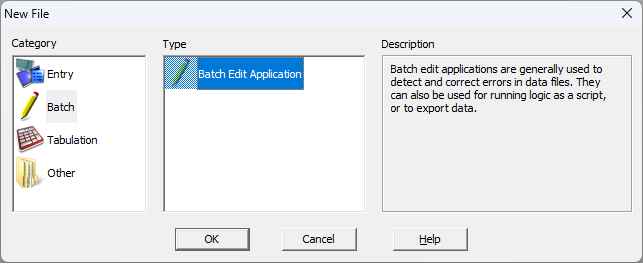 New File
Category
Type
Description
Entry
Batch
Tabulation
Other
Batch Edit Application
Batch edit applications are generally used to
detect and correct errors in data files. They
can also be used for running logic as a script,
or to export data.
OK
Cancel
Help